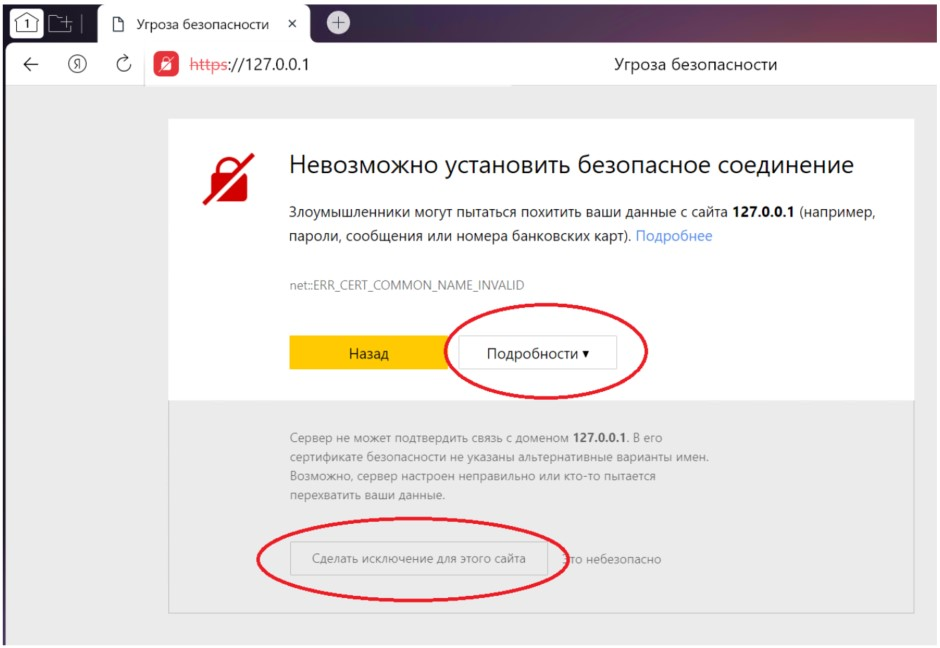 1
Угроза безопасности
Я
https://127.0.0.1
Угроза безопасности
Невозможно установить безопасное соединение
Злоумышленники могут пытаться похитить ваши данные с сайта 127.0.0.1 (например,
пароли, сообщения или номера банковских карт). Подробнее
net::ERR_CERT_COMMON_NAME_INVALID
Назад
Подробности ▾
Сервер не может подтвердить связь с доменом 127.0.0.1. В его
сертификате безопасности не указаны альтернативные варианты имен.
Возможно, сервер настроен неправильно или кто-то пытается
перехватить ваши данные.
Сделать исключение для этого сайта
Это небезопасно